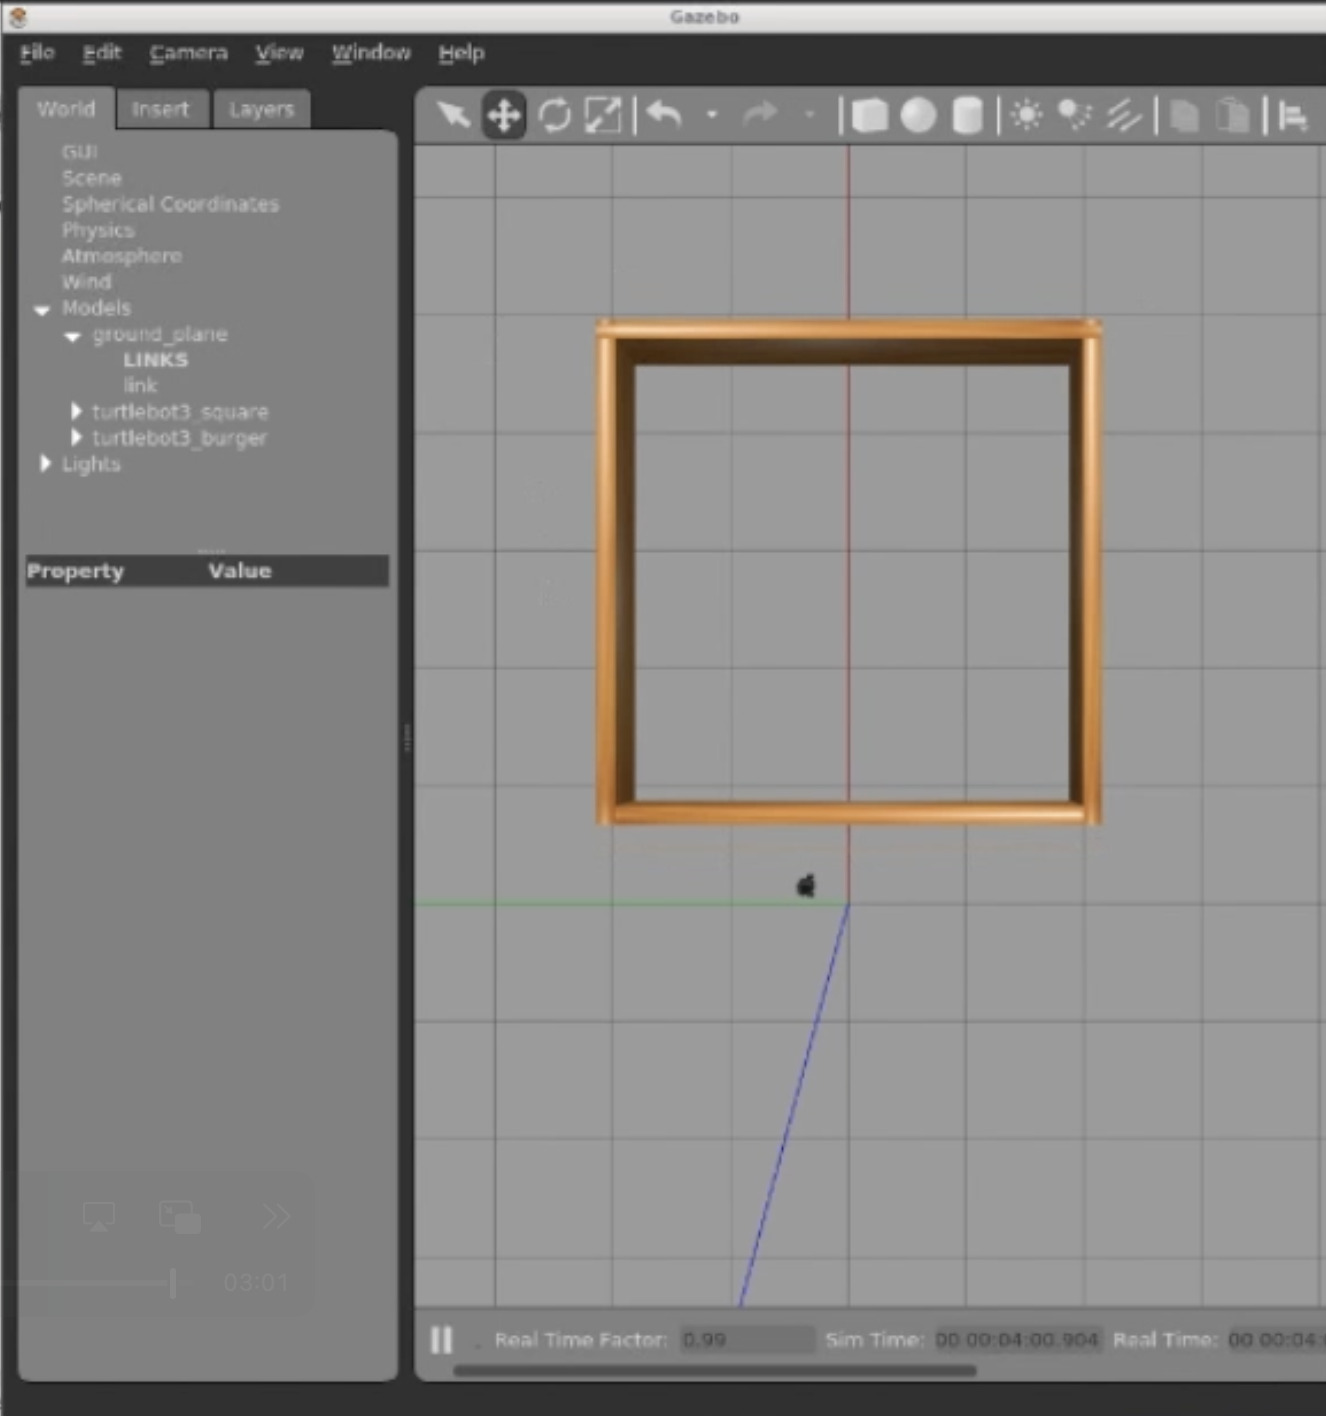 Gazebo
File Edit Camera View Window Help
World Insert Layers
GUI
Scene
Spherical Coordinates
Physics
Atmosphere
Wind
Models
ground_plane
LINKS
link
turtlebot3_square
turtlebot3_burger
Lights
Property Value
03:01
Real Time Factor: 0.99 Sim Time: 00 00:04:00.904 Real Time: 00 00:04: